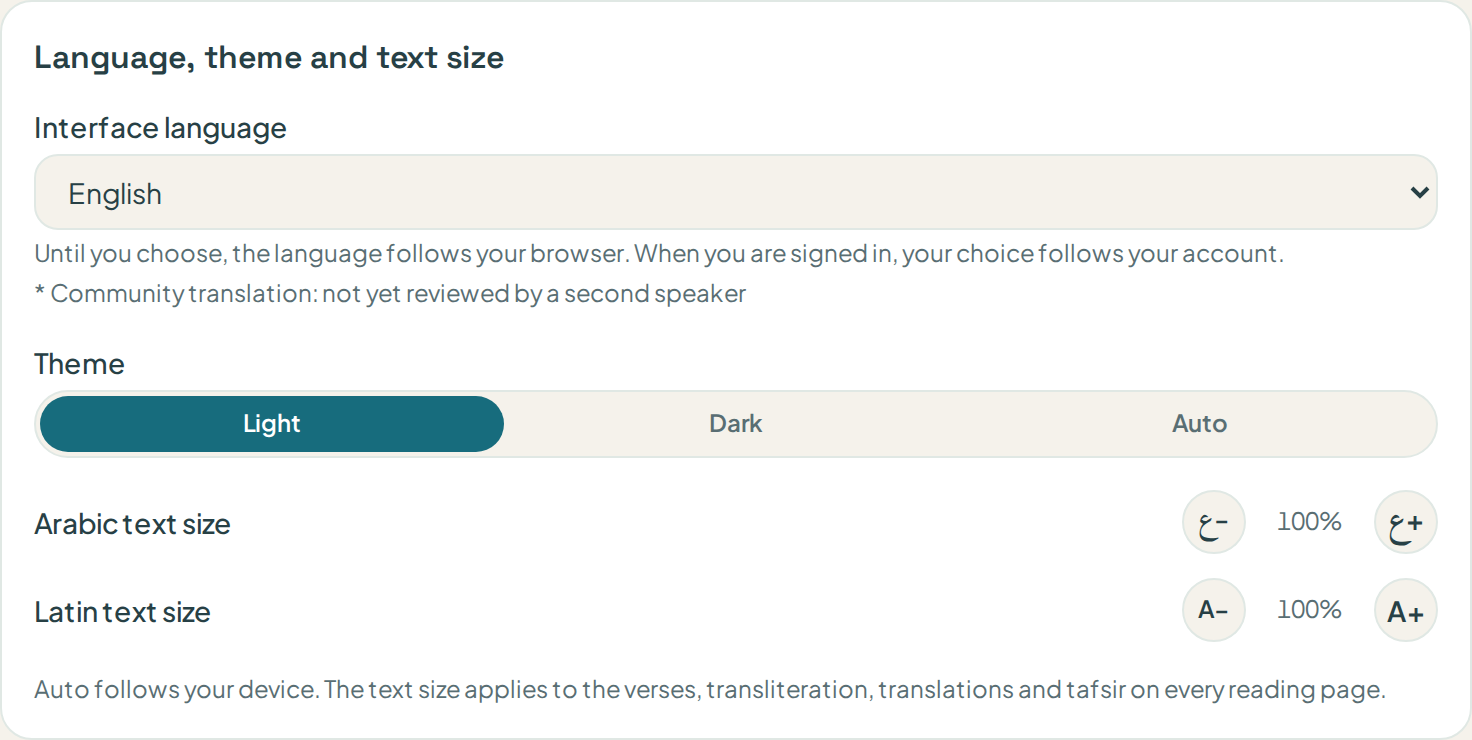 Language, theme and text size
Interface language
English
Until you choose, the language follows your browser. When you are signed in, your choice follows your account.
* Community translation: not yet reviewed by a second speaker
Theme
Light Dark Auto
Arabic text size ع− 100% ع+
Latin text size A− 100% A+
Auto follows your device. The text size applies to the verses, transliteration, translations and tafsir on every reading page.